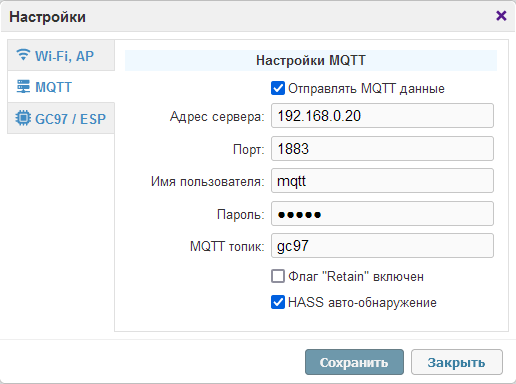 Настройки
Wi-Fi, AP
MQTT
GC97 / ESP
Настройки MQTT
Отправлять MQTT данные
Адрес сервера: 192.168.0.20
Порт: 1883
Имя пользователя: mqtt
Пароль: ●●●●●
MQTT топик: gc97
Флаг "Retain" включен
HASS авто-обнаружение
Сохранить Закрыть